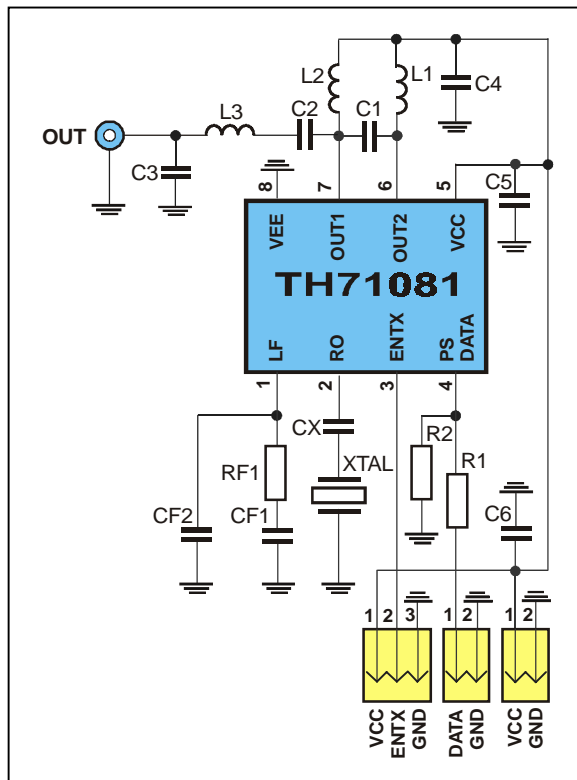 L2
L1
C4
L3
C2
C1
OUT
C3
C5
8
7
6
5
VEE
OUT1
OUT2
VCC
TH71081
LF
RO
ENTX
PS
DATA
1
2
3
4
CX
R2
R1
RF1
XTAL
CF2
CF1
C6
1 2 3
1 2
1 2
VCC
ENTX
GND
DATA
GND
VCC
GND